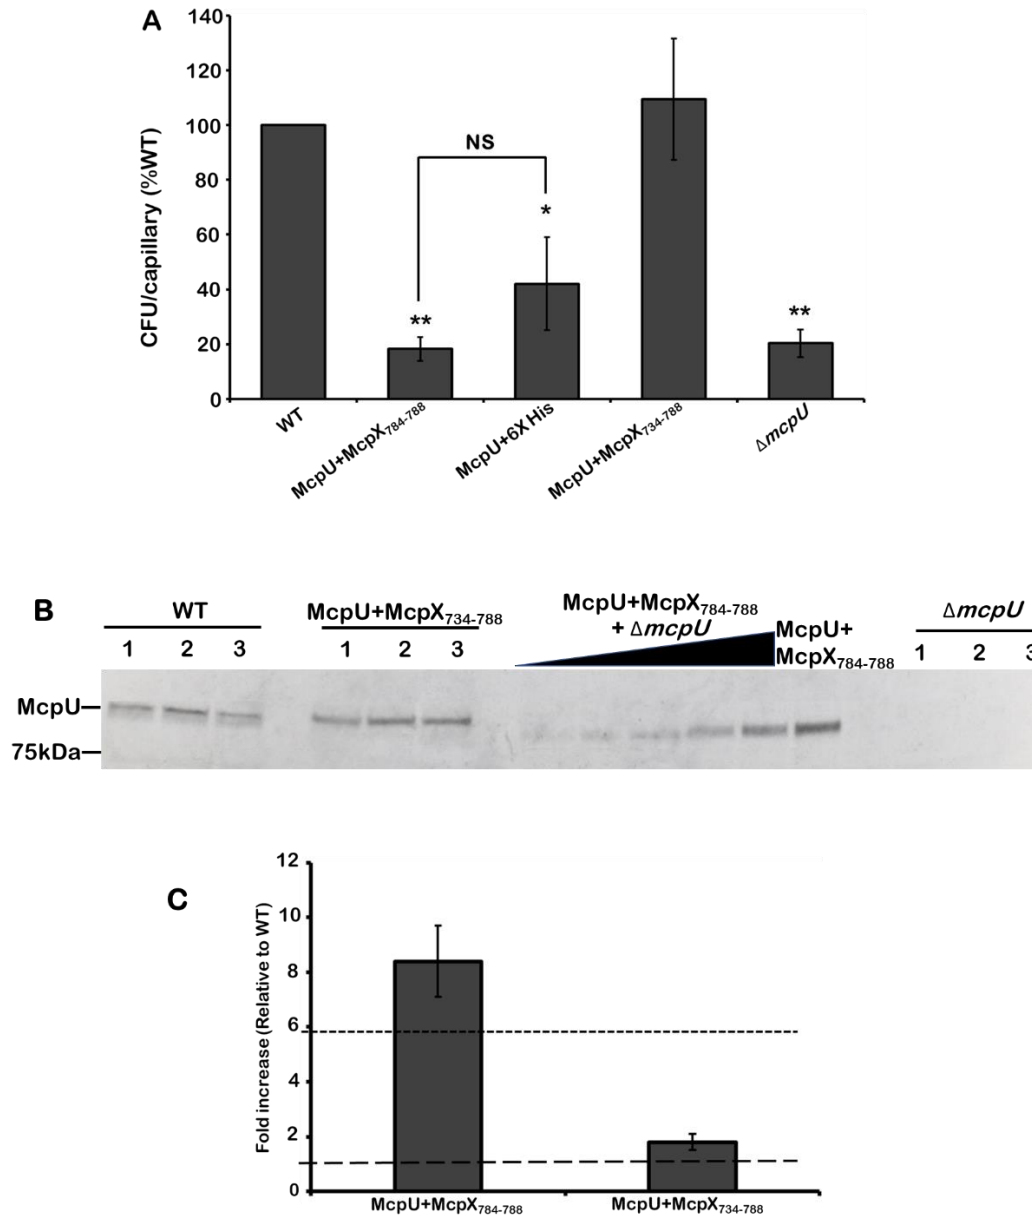 A
140
120
100
80
60
40
20
0
CFU/capillary (%WT)
NS
**
*
**
WT
McpU+McpX784-788
McpU+6X His
McpU+McpX734-788
ΔmcpU
B
WT
McpU+McpX734-788
McpU+McpX784-788
+ ΔmcpU
McpU+
McpX784-788
ΔmcpU
1 2 3
1 2 3
1 2 3
McpU
75kDa
C
12
10
8
6
4
2
0
Fold increase (Relative to WT)
McpU+McpX784-788
McpU+McpX734-788